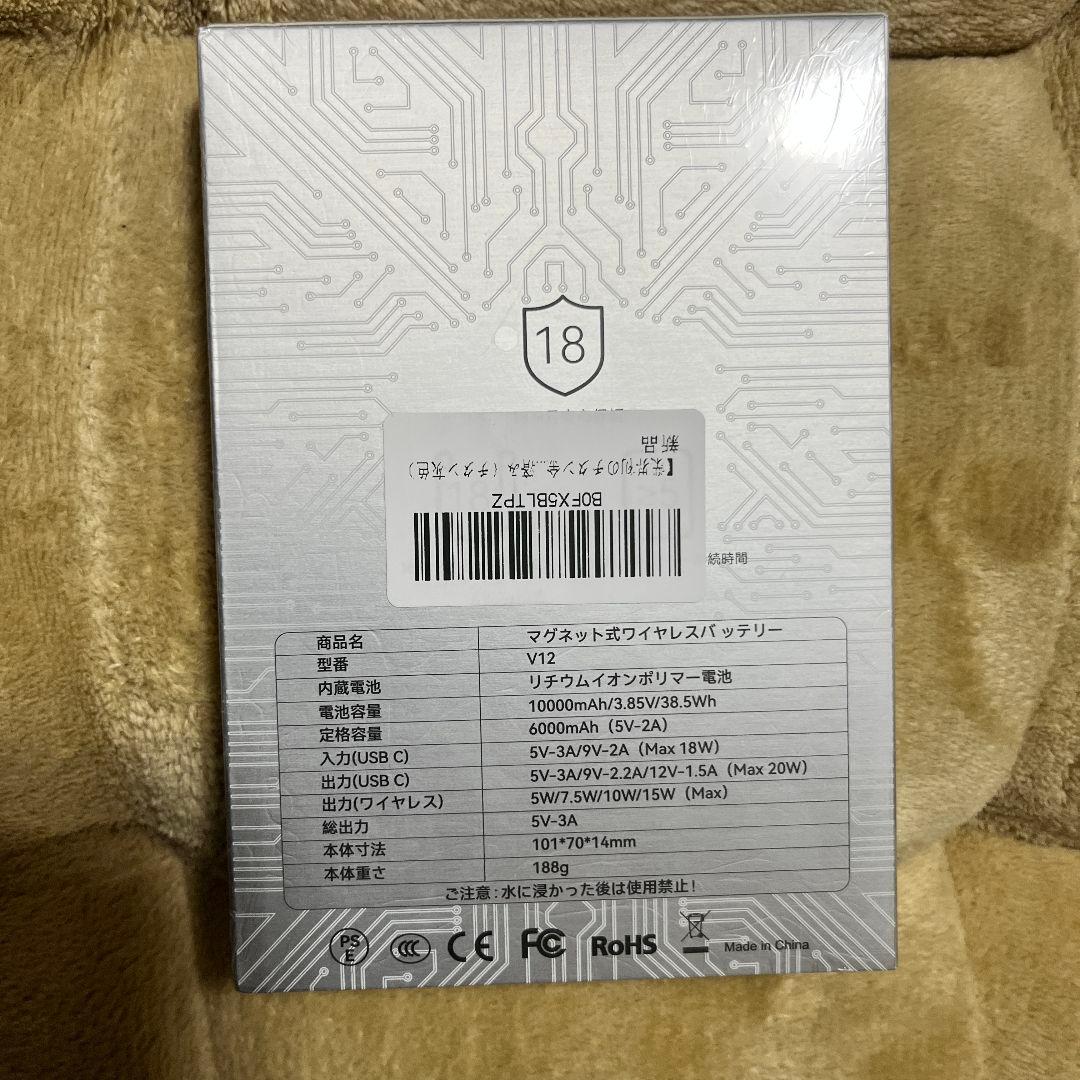 18
新品
B0FX5BLTPZ
続時間
商品名 マグネット式ワイヤレスバッテリー
型番 V12
内蔵電池 リチウムイオンポリマー電池
電池容量 10000mAh/3.85V/38.5Wh
定格容量 6000mAh（5V-2A）
入力(USB C) 5V-3A/9V-2A（Max 18W）
出力(USB C) 5V-3A/9V-2.2A/12V-1.5A（Max 20W）
出力(ワイヤレス) 5W/7.5W/10W/15W（Max）
総出力 5V-3A
本体寸法 101*70*14mm
本体重さ 188g
ご注意:水に浸かった後は使用禁止!
PSE CCC CE FC RoHS Made in China